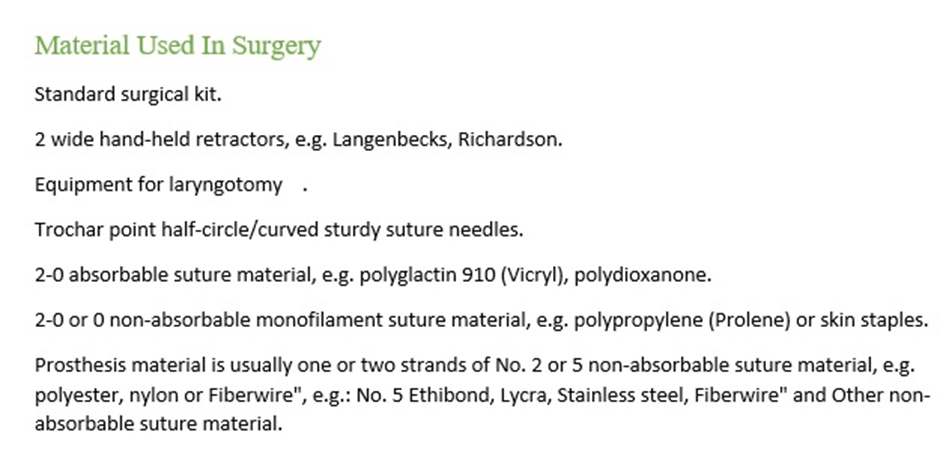 Material Used In Surgery
Standard surgical kit.
2 wide hand-held retractors, e.g. Langenbecks, Richardson.
Equipment for laryngotomy   .
Trochar point half-circle/curved sturdy suture needles.
2-0 absorbable suture material, e.g. polyglactin 910 (Vicryl), polydioxanone.
2-0 or 0 non-absorbable monofilament suture material, e.g. polypropylene (Prolene) or skin staples.
Prosthesis material is usually one or two strands of No. 2 or 5 non-absorbable suture material, e.g.
polyester, nylon or Fiberwire", e.g.: No. 5 Ethibond, Lycra, Stainless steel, Fiberwire" and Other non-
absorbable suture material.